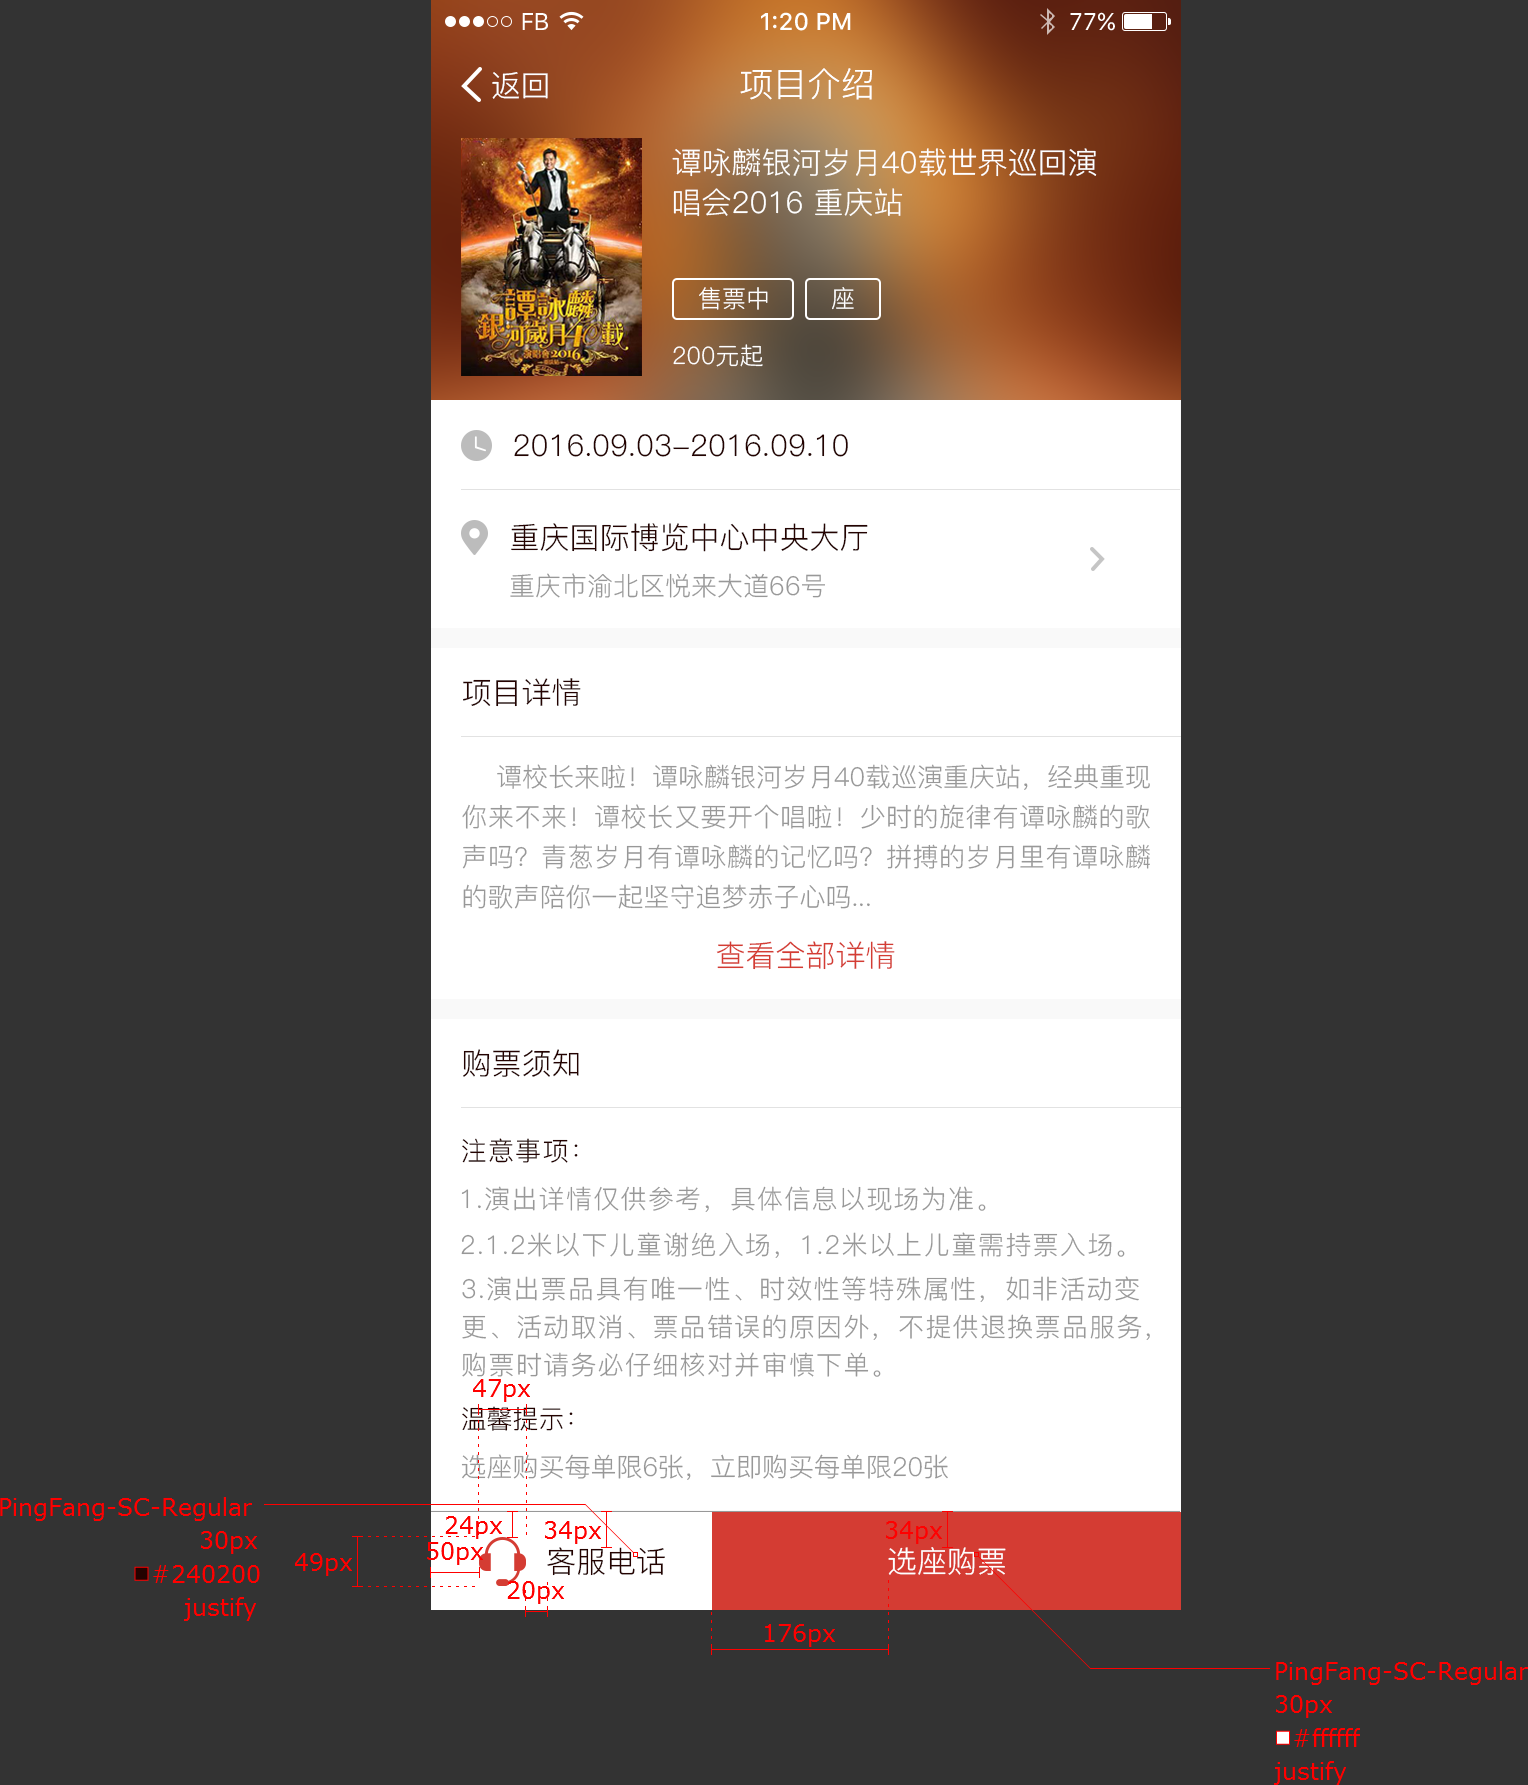 FB 1:20 PM 77%
返回 项目介绍
谭咏麟银河岁月40载世界巡回演
唱会2016 重庆站
售票中 座
200元起
譚詠麟
銀河歲月40載
演唱會2016
2016.09.03-2016.09.10
重庆国际博览中心中央大厅
重庆市渝北区悦来大道66号
项目详情
谭校长来啦！谭咏麟银河岁月40载巡演重庆站，经典重现
你来不来！谭校长又要开个唱啦！少时的旋律有谭咏麟的歌
声吗？青葱岁月有谭咏麟的记忆吗？拼搏的岁月里有谭咏麟
的歌声陪你一起坚守追梦赤子心吗...
查看全部详情
购票须知
注意事项：
1.演出详情仅供参考，具体信息以现场为准。
2.1.2米以下儿童谢绝入场，1.2米以上儿童需持票入场。
3.演出票品具有唯一性、时效性等特殊属性，如非活动变
更、活动取消、票品错误的原因外，不提供退换票品服务，
购票时请务必仔细核对并审慎下单。
47px
温馨提示：
选座购买每单限6张，立即购买每单限20张
PingFang-SC-Regular
30px
#240200
justify
49px
24px
50px
34px
客服电话
20px
34px
选座购票
176px
PingFang-SC-Regular
30px
#ffffff
justify